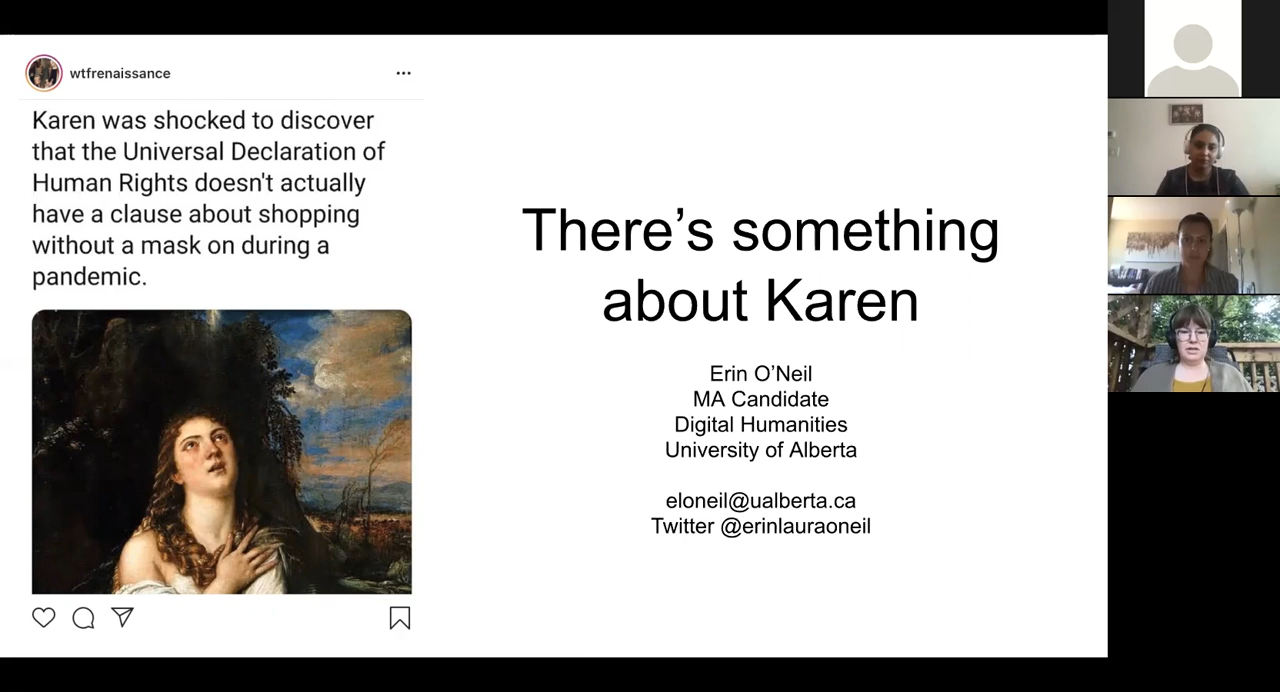 wtfrenaissance
Karen was shocked to discover
that the Universal Declaration of
Human Rights doesn't actually
have a clause about shopping
without a mask on during a
pandemic.
There’s something
about Karen
Erin O’Neil
MA Candidate
Digital Humanities
University of Alberta
eloneil@ualberta.ca
Twitter @erinlauraoneil